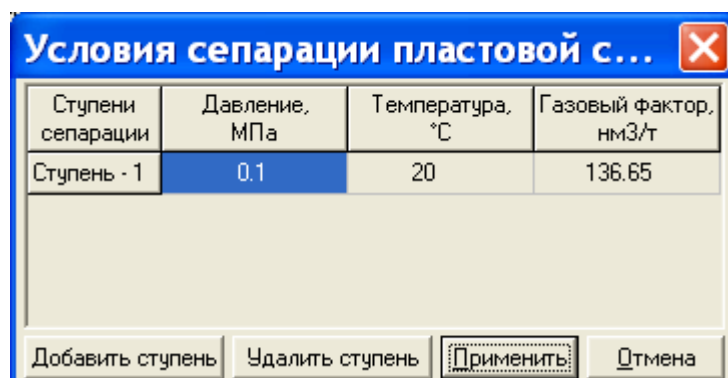 Условия сепарации пластовой с...
Ступени сепарации
Давление, МПа
Температура, °C
Газовый фактор, нм3/т
Ступень - 1
0.1
20
136.65
Добавить ступень
Удалить ступень
Применить
Отмена